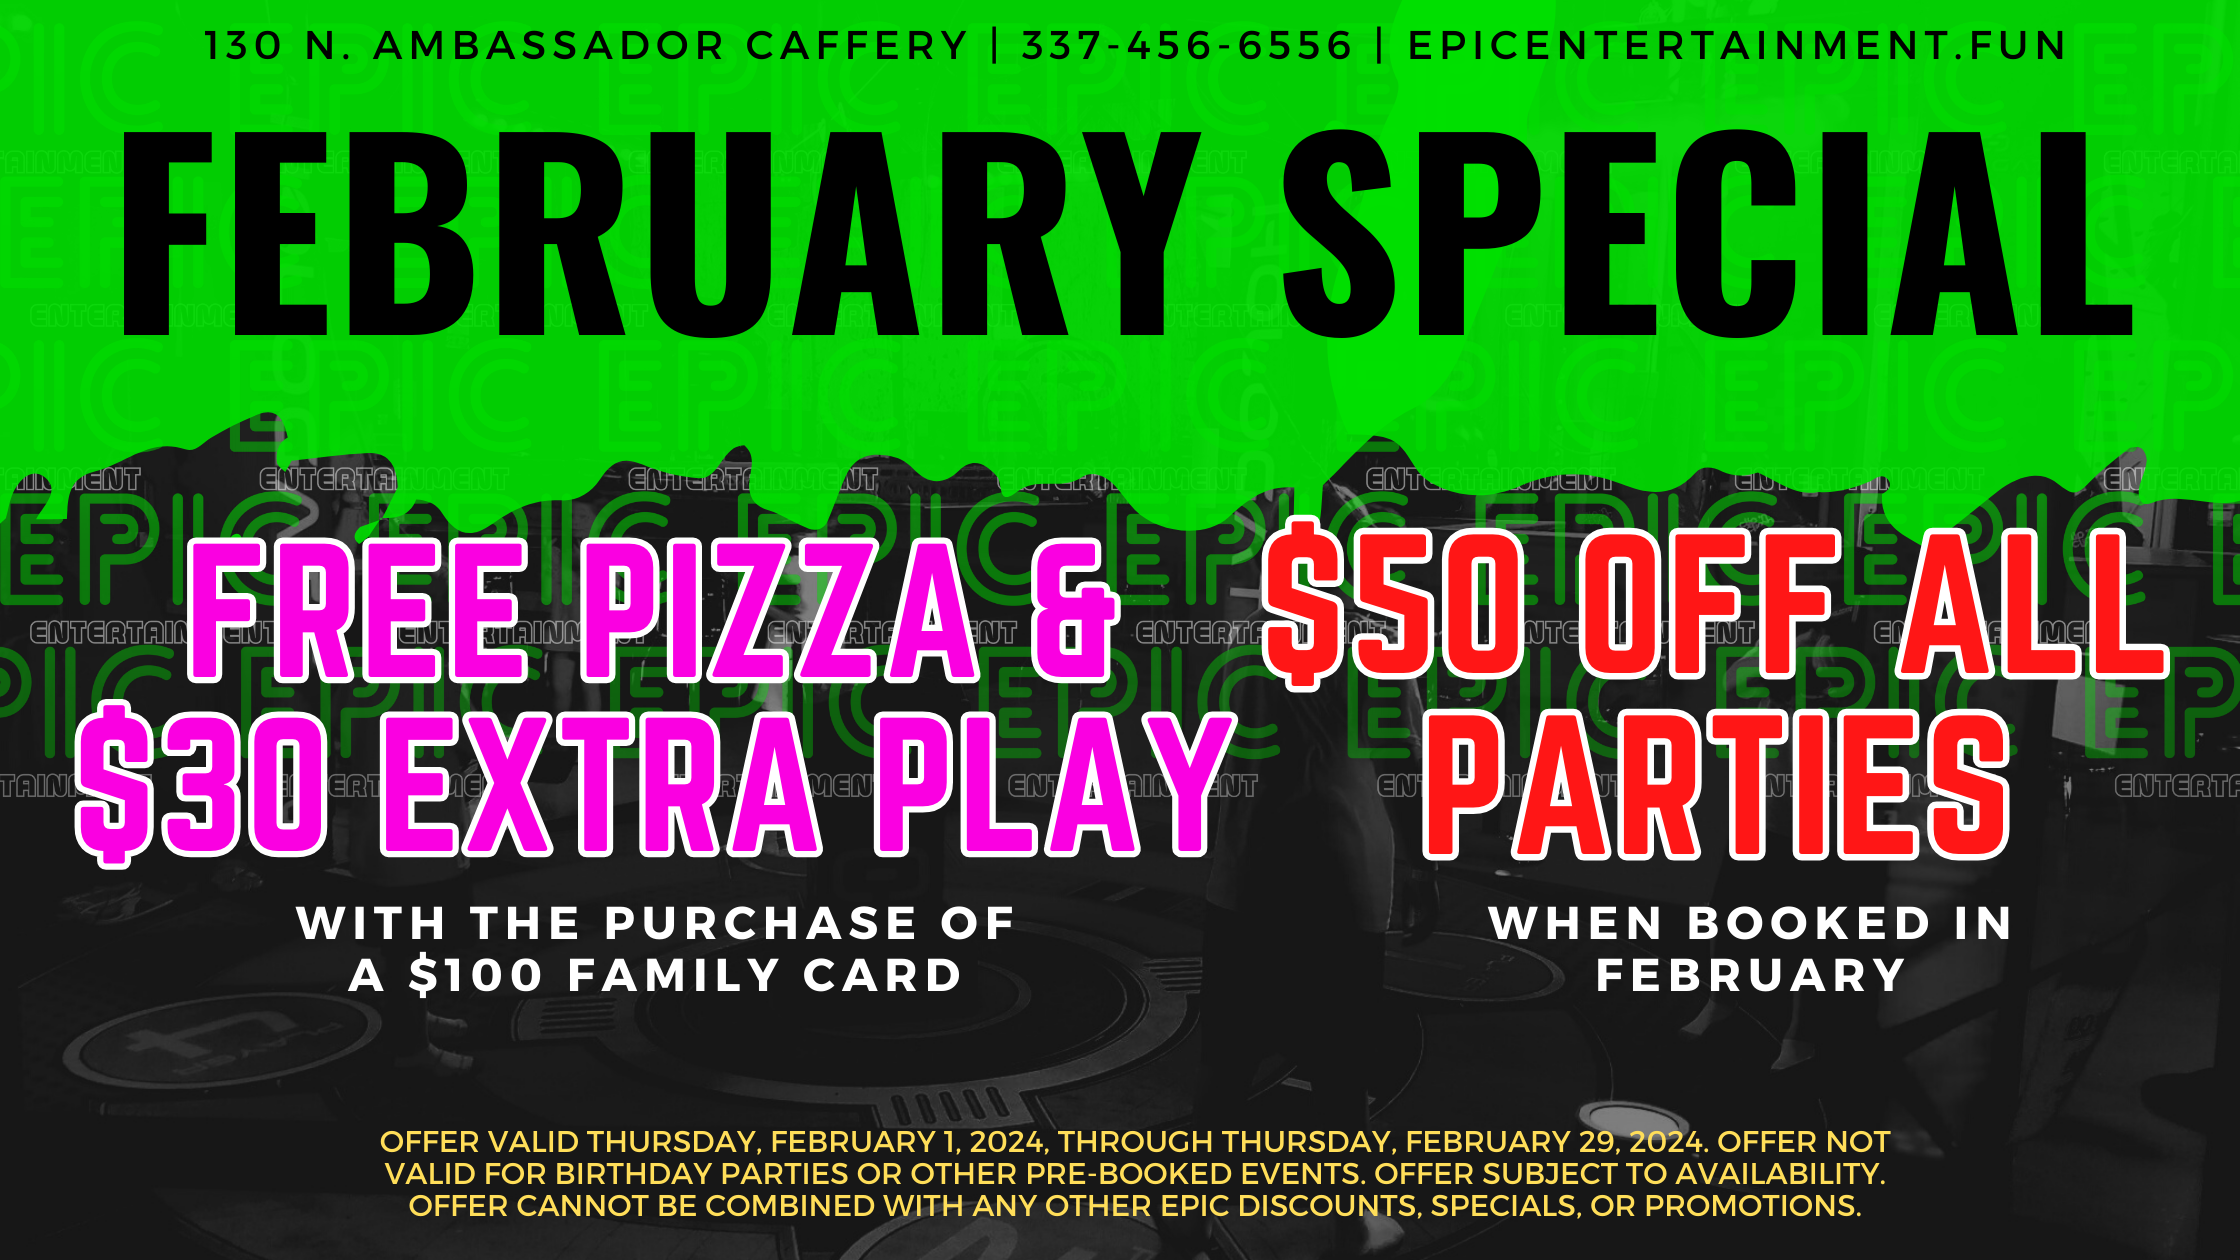 130 N. AMBASSADOR CAFFERY | 337-456-6556 | EPICENTERTAINMENT.FUN
FEBRUARY SPECIAL
FREE PIZZA &
$30 EXTRA PLAY
WITH THE PURCHASE OF
A $100 FAMILY CARD
$50 OFF ALL
PARTIES
WHEN BOOKED IN
FEBRUARY
OFFER VALID THURSDAY, FEBRUARY 1, 2024, THROUGH THURSDAY, FEBRUARY 29, 2024. OFFER NOT
VALID FOR BIRTHDAY PARTIES OR OTHER PRE-BOOKED EVENTS. OFFER SUBJECT TO AVAILABILITY.
OFFER CANNOT BE COMBINED WITH ANY OTHER EPIC DISCOUNTS, SPECIALS, OR PROMOTIONS.